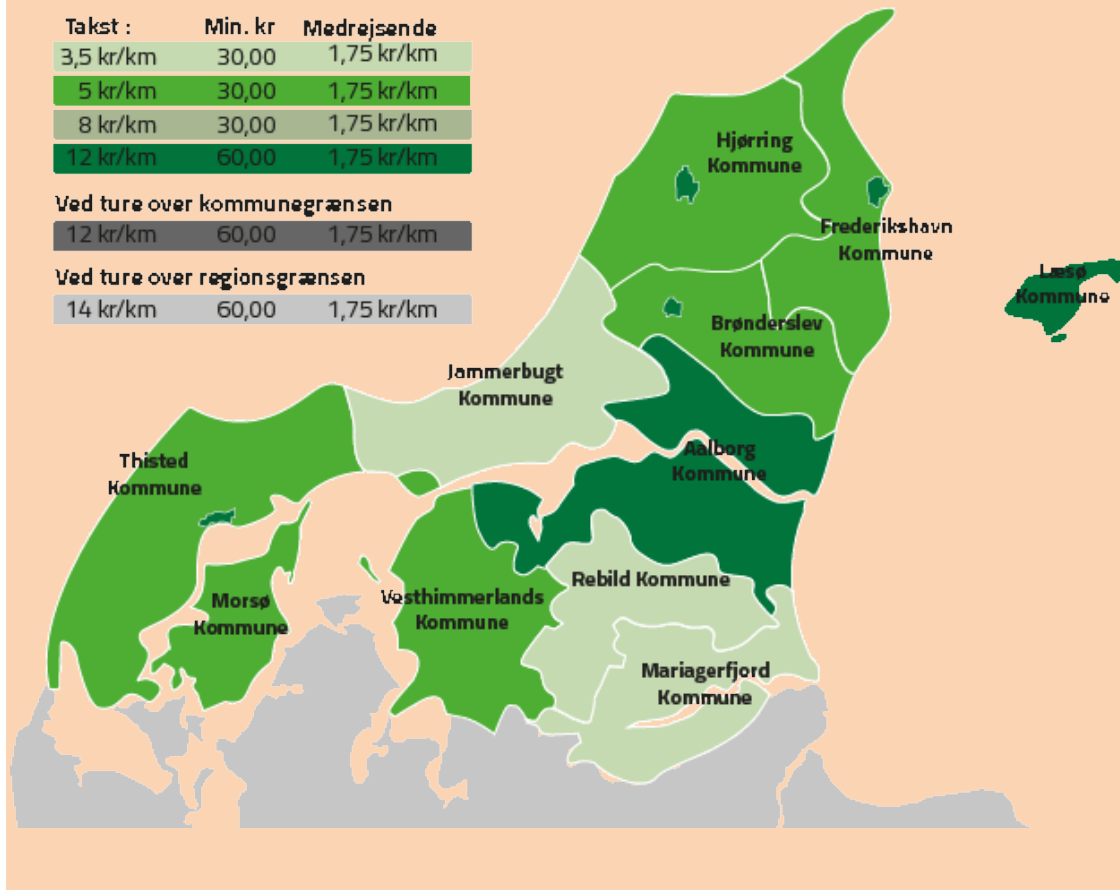 Takst : Min. kr Medrejsende
3,5 kr/km 30,00 1,75 kr/km
5 kr/km 30,00 1,75 kr/km
8 kr/km 30,00 1,75 kr/km
12 kr/km 60,00 1,75 kr/km
Ved ture over kommunegrænsen
12 kr/km 60,00 1,75 kr/km
Ved ture over regionsgrænsen
14 kr/km 60,00 1,75 kr/km
Hjørring
Kommune
Frederikshavn
Kommune
Læsø
Kommune
Brønderslev
Kommune
Jammerbugt
Kommune
Aalborg
Kommune
Thisted
Kommune
Rebild Kommune
Vesthimmerlands
Kommune
Morsø
Kommune
Mariagerfjord
Kommune